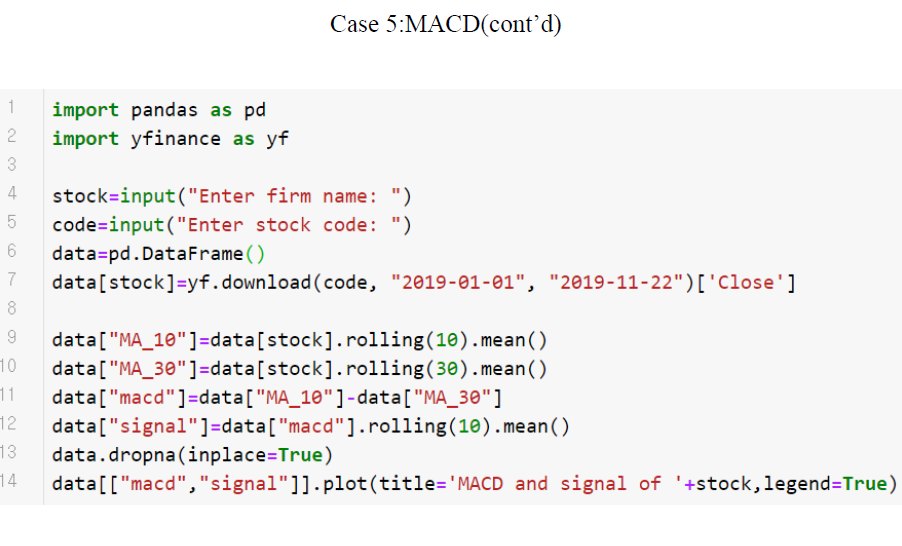 Case 5:MACD(cont’d)
1 import pandas as pd
2 import yfinance as yf
3
4 stock=input("Enter firm name: ")
5 code=input("Enter stock code: ")
6 data=pd.DataFrame()
7 data[stock]=yf.download(code, "2019-01-01", "2019-11-22")['Close']
8
9 data["MA_10"]=data[stock].rolling(10).mean()
10 data["MA_30"]=data[stock].rolling(30).mean()
11 data["macd"]=data["MA_10"]-data["MA_30"]
12 data["signal"]=data["macd"].rolling(10).mean()
13 data.dropna(inplace=True)
14 data[["macd","signal"]].plot(title='MACD and signal of '+stock,legend=True)